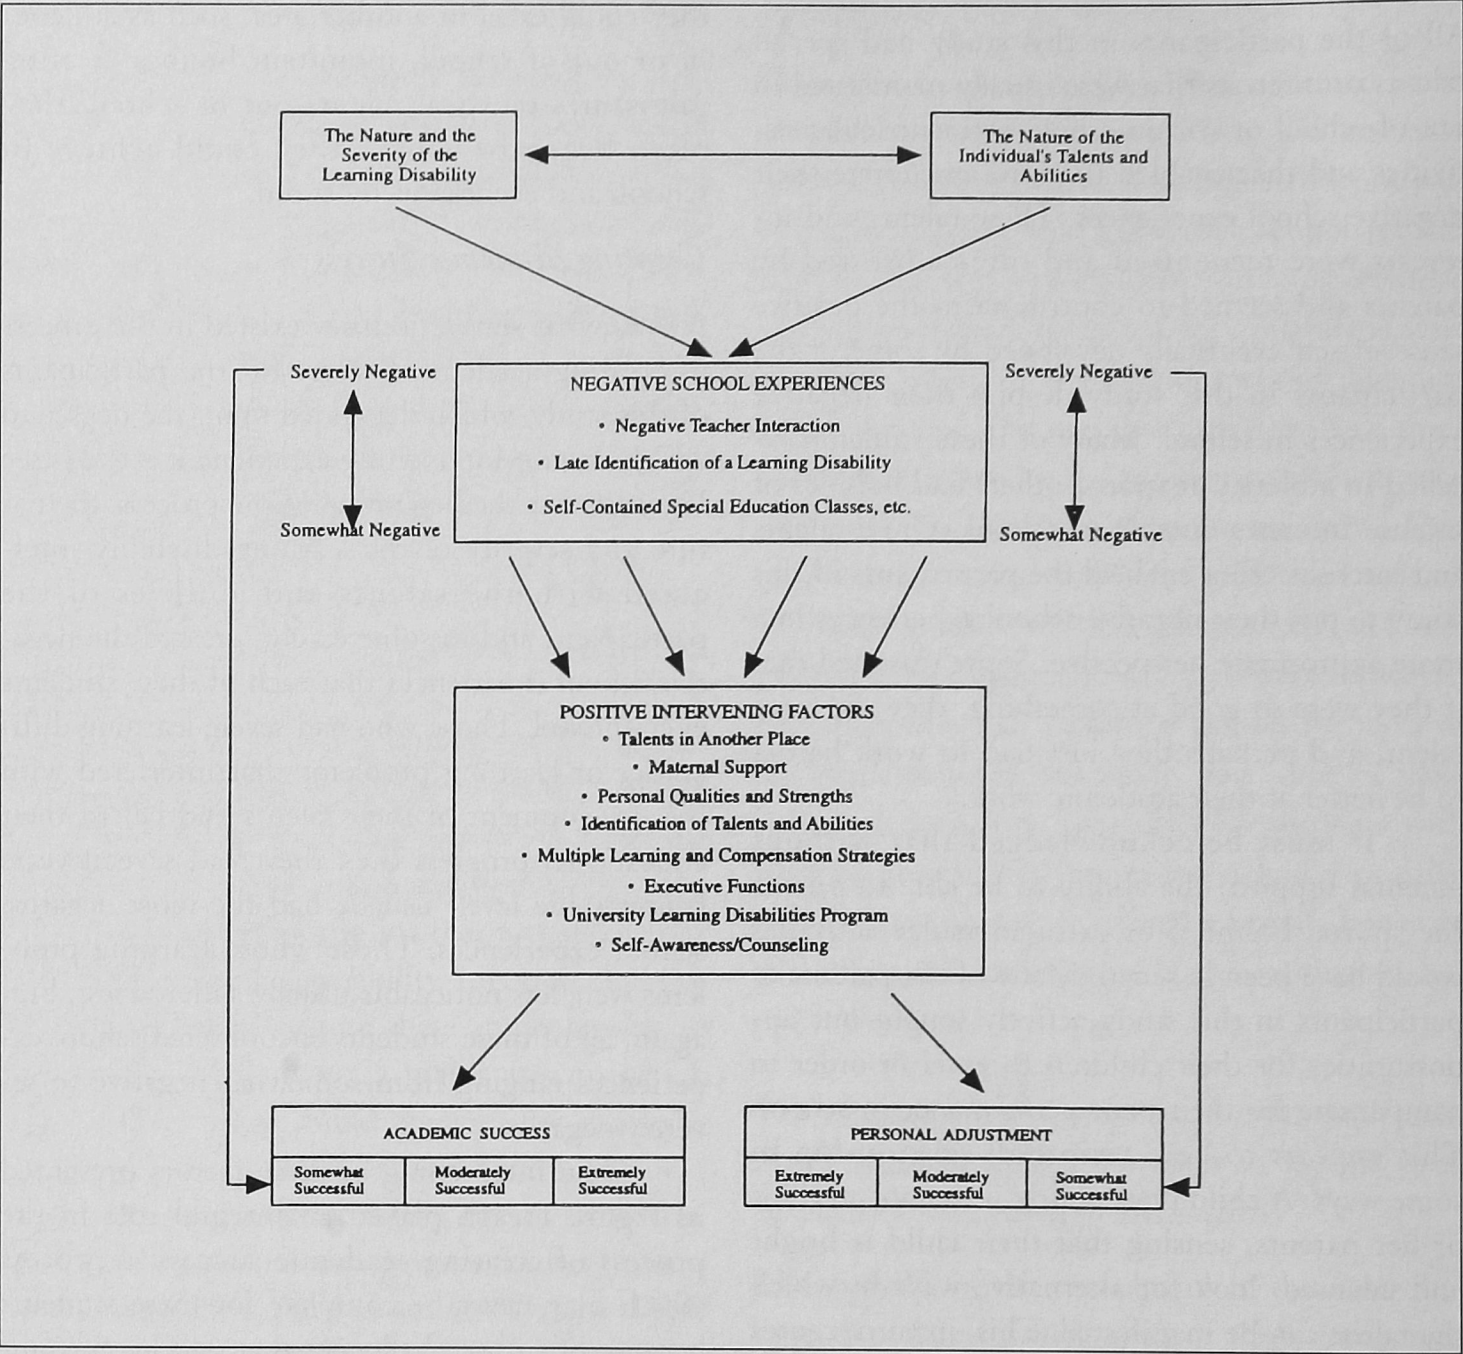 The Nature and the
Severity of the
Learning Disability
The Nature of the
Individual's Talents and
Abilities
Severely Negative
Somewhat Negative
NEGATIVE SCHOOL EXPERIENCES
• Negative Teacher Interaction
• Late Identification of a Learning Disability
• Self-Contained Special Education Classes, etc.
Severely Negative
Somewhat Negative
POSITIVE INTERVENING FACTORS
• Talents in Another Place
• Maternal Support
• Personal Qualities and Strengths
• Identification of Talents and Abilities
• Multiple Learning and Compensation Strategies
• Executive Functions
• University Learning Disabilities Program
• Self-Awareness/Counseling
ACADEMIC SUCCESS
Somewhat
Successful
Moderately
Successful
Extremely
Successful
PERSONAL ADJUSTMENT
Extremely
Successful
Moderately
Successful
Somewhat
Successful